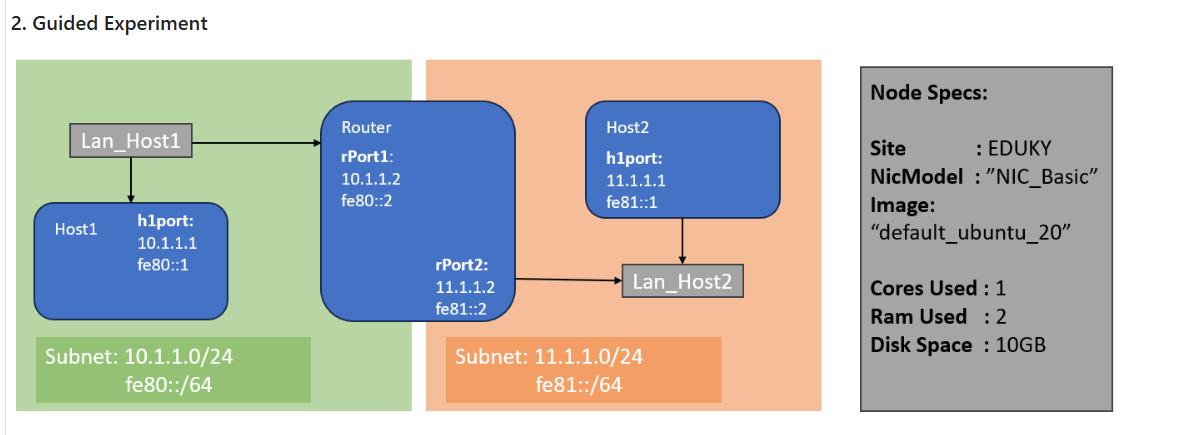 2. Guided Experiment
Lan_Host1
Host1
h1port:
10.1.1.1
fe80::1
Router
rPort1:
10.1.1.2
fe80::2
rPort2:
11.1.1.2
fe81::2
Subnet: 10.1.1.0/24
fe80::/64
Host2
h1port:
11.1.1.1
fe81::1
Lan_Host2
Subnet: 11.1.1.0/24
fe81::/64
Node Specs:
Site : EDUKY
NicModel : ”NIC_Basic”
Image:
“default_ubuntu_20”
Cores Used : 1
Ram Used : 2
Disk Space : 10GB